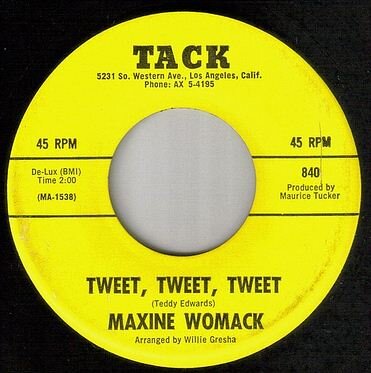 TACK
5231 So. Western Ave., Los Angeles, Calif.
Phone: AX 5-4195
45 RPM
45 RPM
De-Lux (BMI)
Time 2:00
(MA-1538)
840
Produced by
Maurice Tucker
TWEET, TWEET, TWEET
(Teddy Edwards)
MAXINE WOMACK
Arranged by Willie Gresha